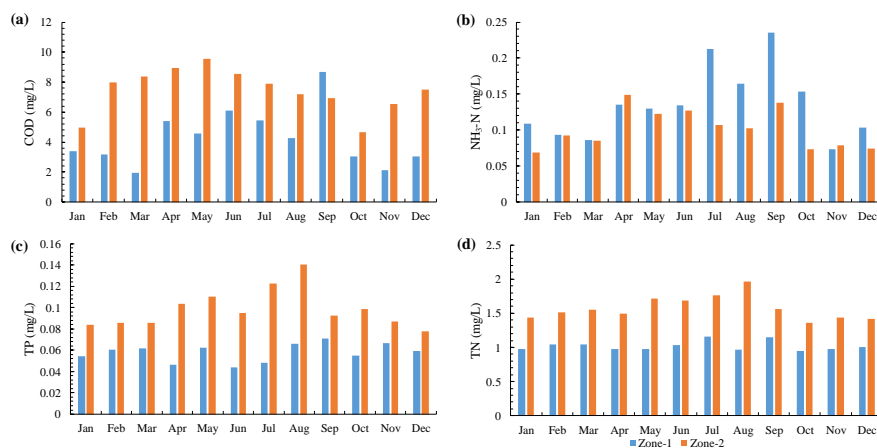 (a)
COD (mg/L)
12
10
8
6
4
2
0
Jan Feb Mar Apr May Jun Jul Aug Sep Oct Nov Dec
(b)
NH3-N (mg/L)
0.25
0.2
0.15
0.1
0.05
0
Jan Feb Mar Apr May Jun Jul Aug Sep Oct Nov Dec
(c)
TP (mg/L)
0.16
0.14
0.12
0.1
0.08
0.06
0.04
0.02
0
Jan Feb Mar Apr May Jun Jul Aug Sep Oct Nov Dec
(d)
TN (mg/L)
2.5
2
1.5
1
0.5
0
Jan Feb Mar Apr May Jun Jul Aug Sep Oct Nov Dec
Zone-1 Zone-2